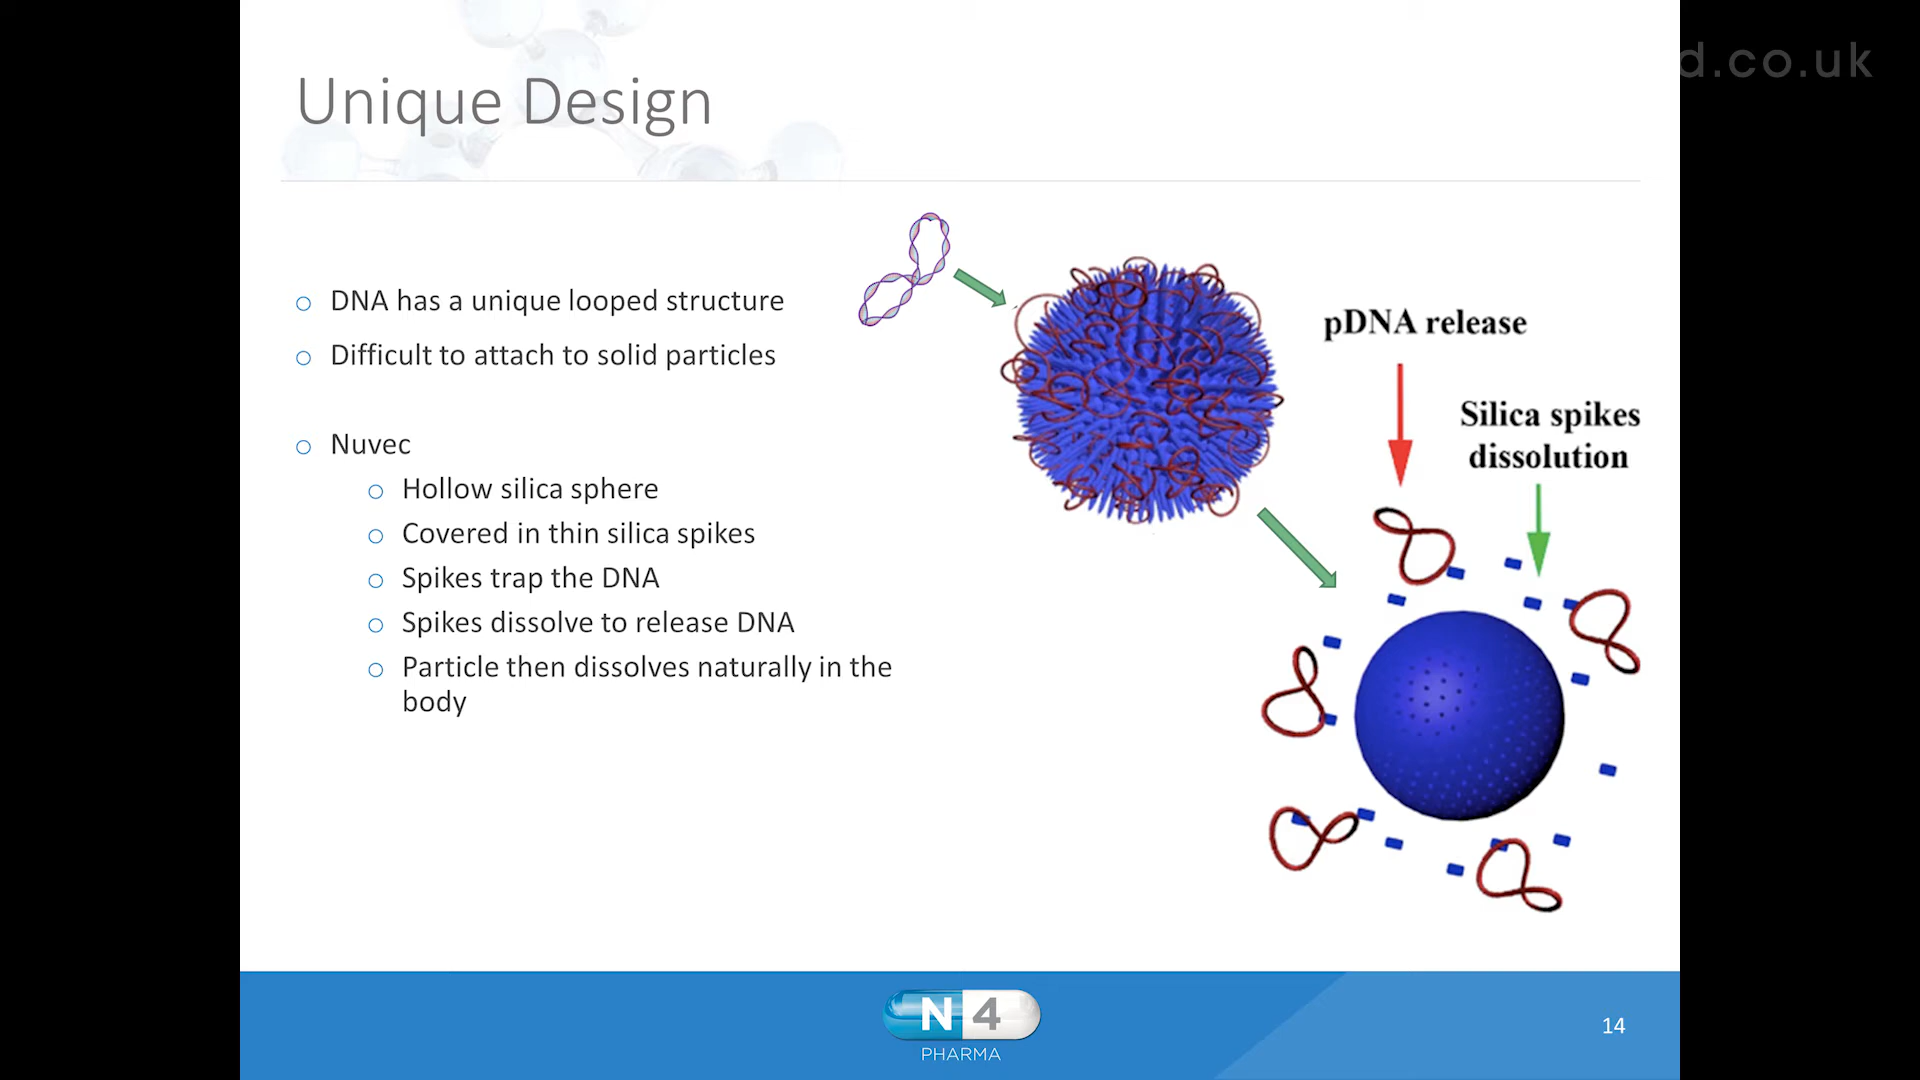 d.co.uk
Unique Design
DNA has a unique looped structure
Difficult to attach to solid particles
Nuvec
Hollow silica sphere
Covered in thin silica spikes
Spikes trap the DNA
Spikes dissolve to release DNA
Particle then dissolves naturally in the
body
pDNA release
Silica spikes
dissolution
N4
PHARMA
14